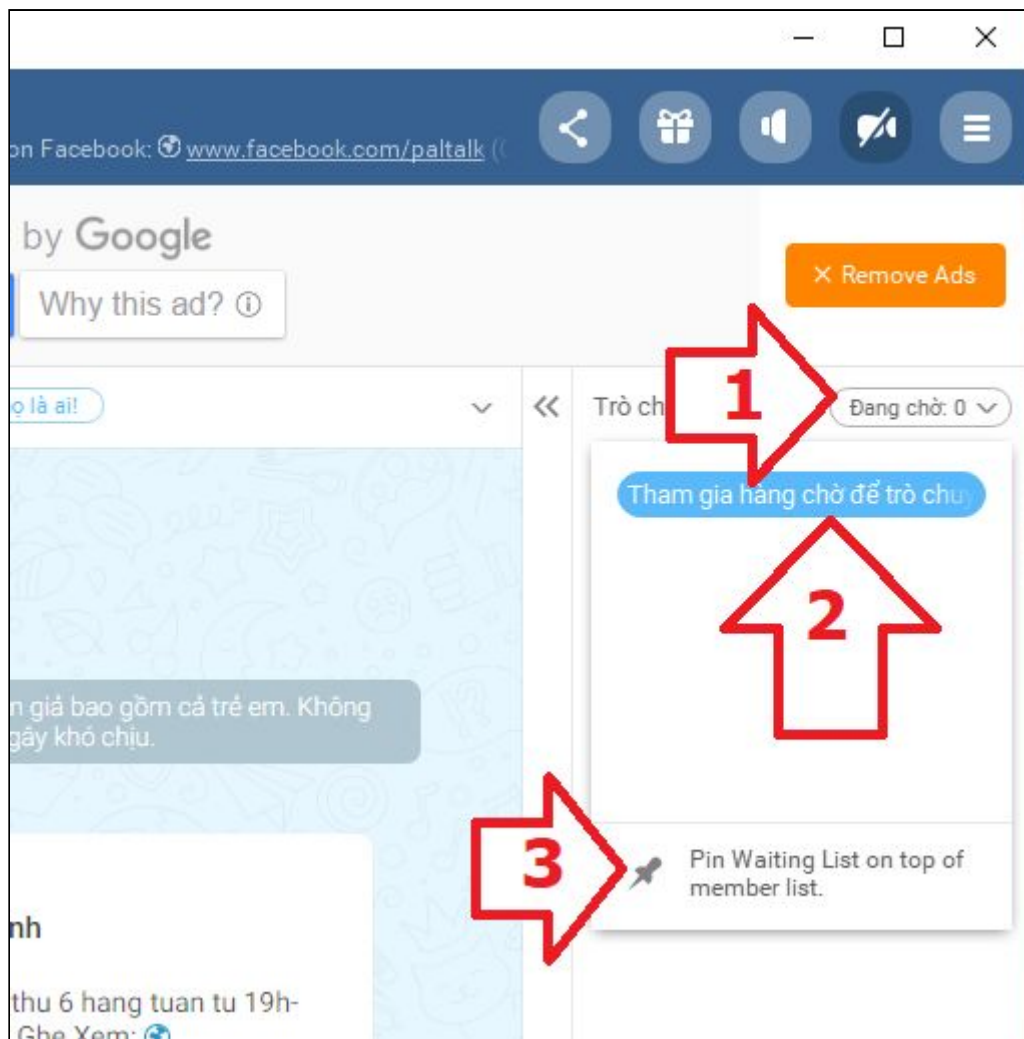 on Facebook: www.facebook.com/paltalk ((
by Google
Why this ad?
× Remove Ads
ọ là ai!
Trò ch
Đang chờ: 0
1
Tham gia hàng chờ để trò chuy
2
n giả bao gồm cả trẻ em. Không
gây khó chịu.
3
Pin Waiting List on top of
member list.
nh
thu 6 hang tuan tu 19h-
Ghe Xem: